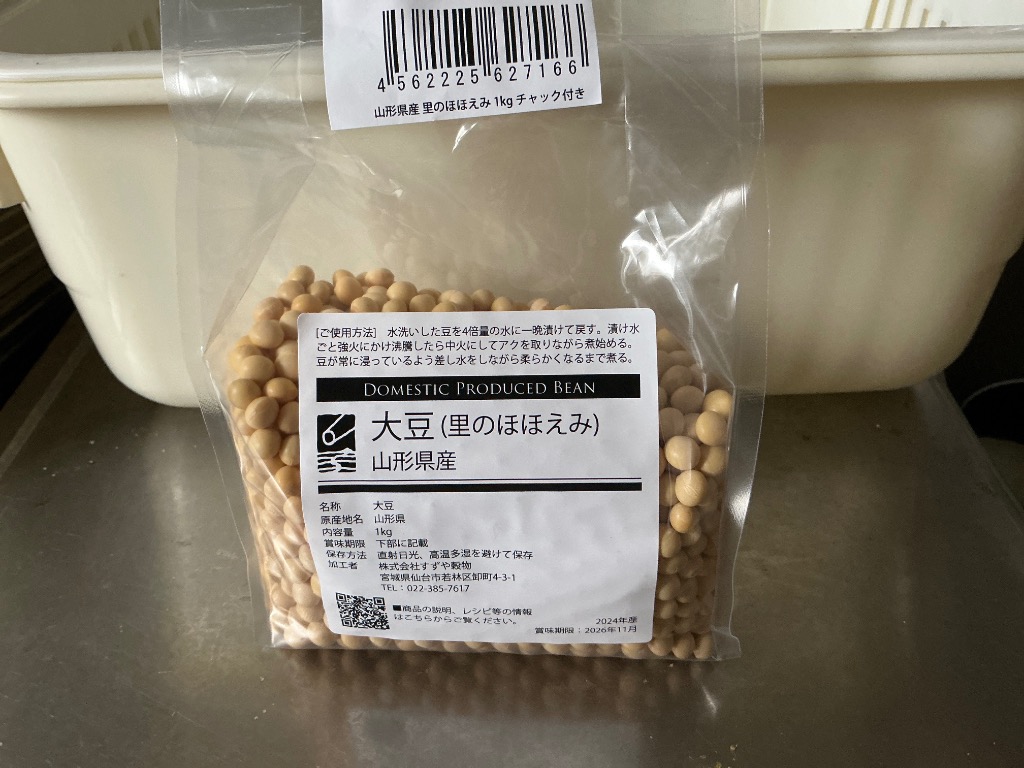 4 562225 627166
山形県産 里のほほえみ 1kg チャック付き
[ご使用方法] 水洗いした豆を4倍量の水に一晩漬けて戻す。漬け水
ごと強火にかけ沸騰したら中火にしてアクを取りながら煮始める。
豆が常に浸っているよう差し水をしながら柔らかくなるまで煮る。
DOMESTIC PRODUCED BEAN
大豆 (里のほほえみ)
山形県産
名称 大豆
原産地名 山形県
内容量 1kg
賞味期限 下部に記載
保存方法 直射日光、高温多湿を避けて保存
加工者 株式会社すずや穀物
宮城県仙台市若林区卸町4-3-1
TEL：022-385-7617
■商品の説明、レシピ等の情報
はこちらからご覧ください。
2024年産
賞味期限：2026年11月